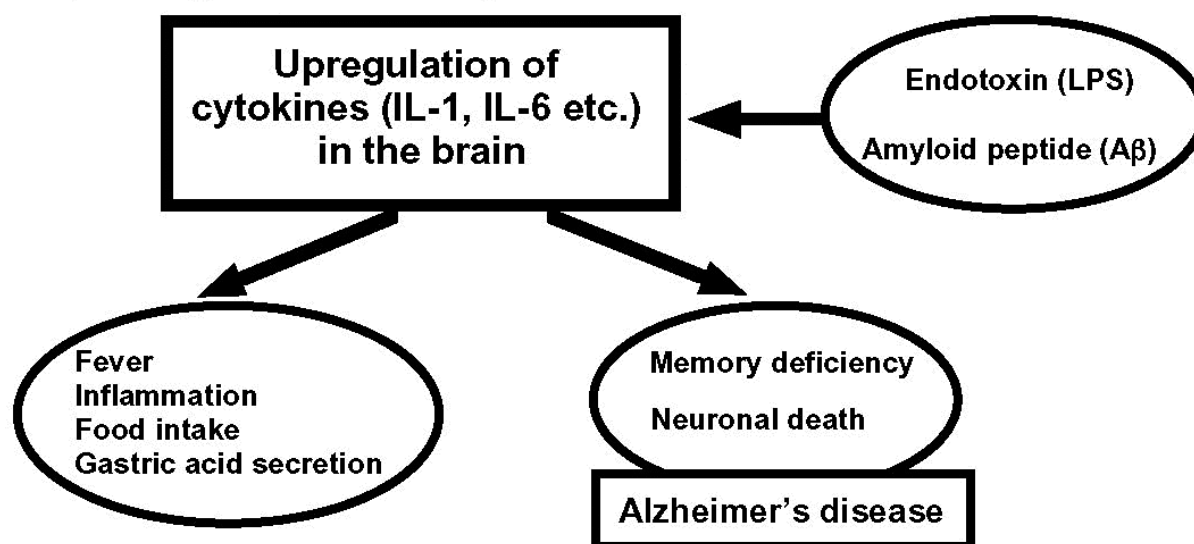 Upregulation of
cytokines (IL-1, IL-6 etc.)
in the brain
Endotoxin (LPS)
Amyloid peptide (Aβ)
Fever
Inflammation
Food intake
Gastric acid secretion
Memory deficiency
Neuronal death
Alzheimer's disease